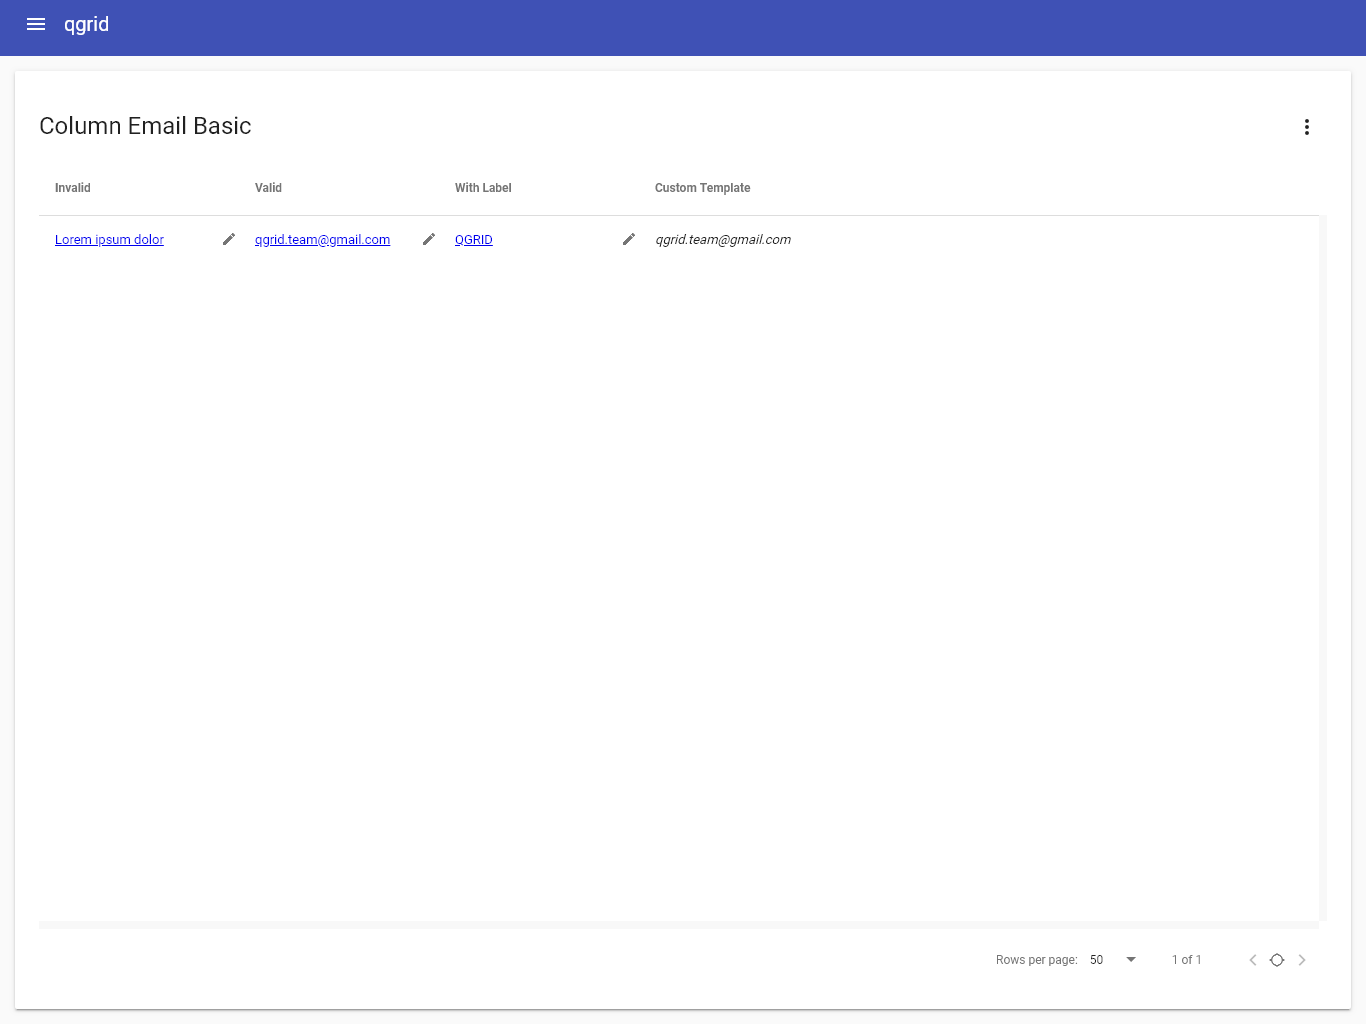 qgrid
Column Email Basic
Invalid Valid With Label Custom Template
Lorem ipsum dolor qgrid.team@gmail.com QGRID qgrid.team@gmail.com
Rows per page: 50 1 of 1